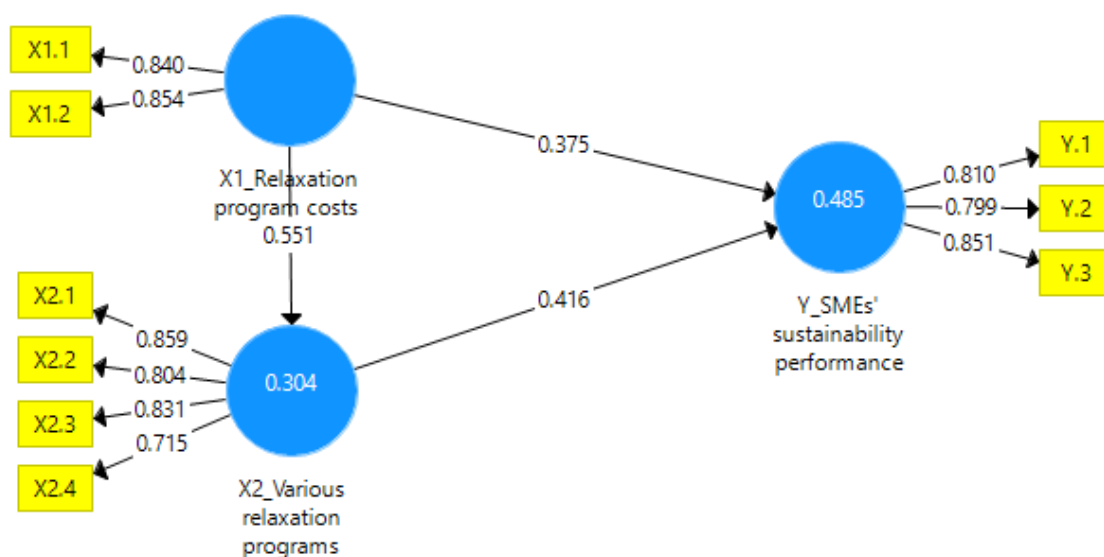 X1.1
0.840
X1.2
0.854
X1_Relaxation
program costs
0.551
0.375
Y.1
0.810
0.485
0.799
Y.2
0.851
Y.3
Y_SMEs'
sustainability
performance
0.416
X2.1
0.859
X2.2
0.804
0.304
0.831
X2.3
0.715
X2.4
X2_Various
relaxation
programs